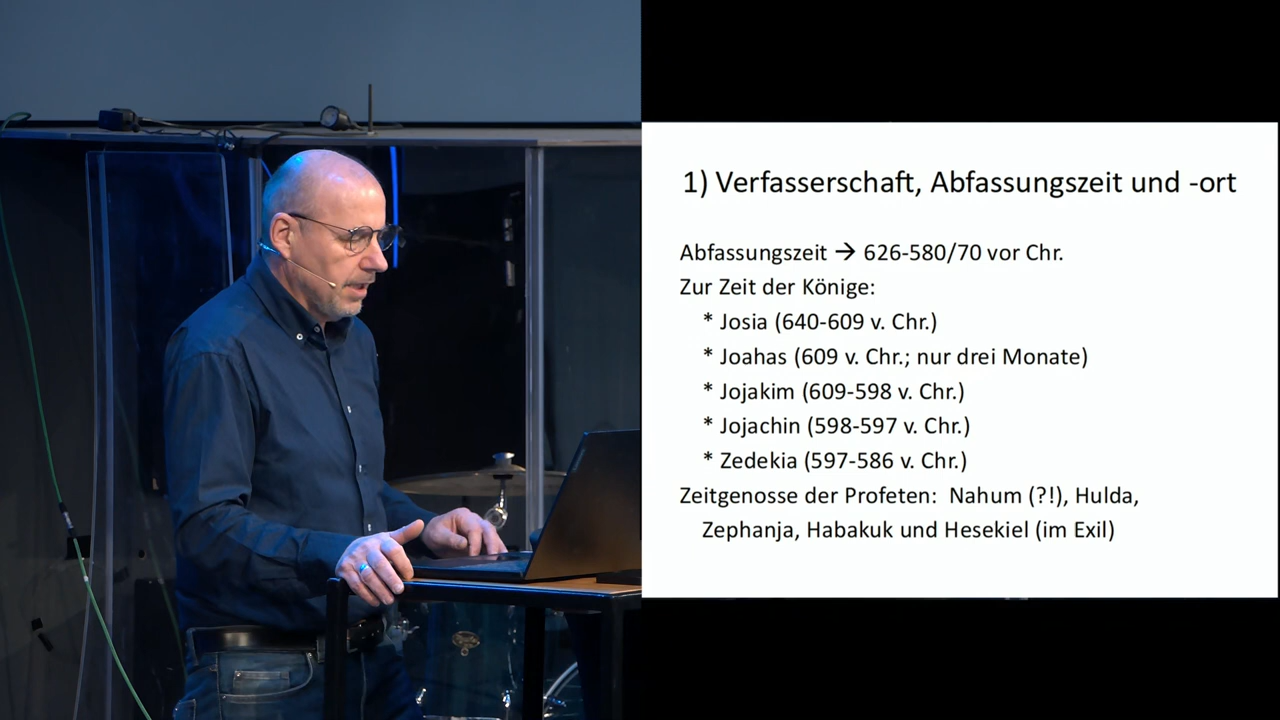 1) Verfasserschaft, Abfassungszeit und -ort
Abfassungszeit → 626-580/70 vor Chr.
Zur Zeit der Könige:
* Josia (640-609 v. Chr.)
* Joahas (609 v. Chr.; nur drei Monate)
* Jojakim (609-598 v. Chr.)
* Jojachin (598-597 v. Chr.)
* Zedekia (597-586 v. Chr.)
Zeitgenosse der Profeten: Nahum (?!), Hulda,
Zephanja, Habakuk und Hesekiel (im Exil)